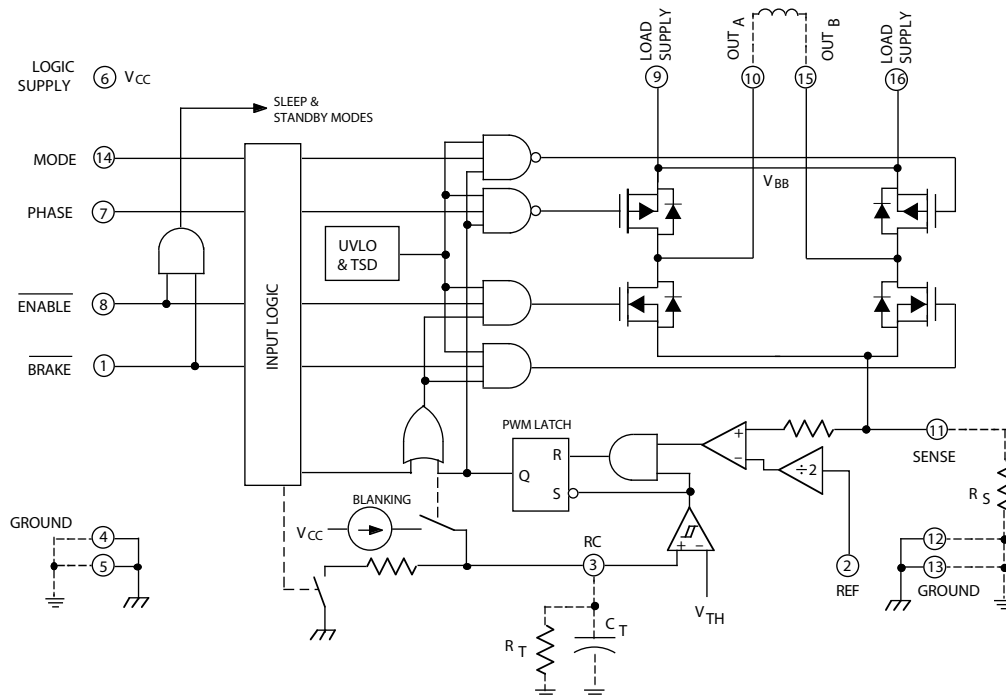 LOGIC SUPPLY
6
VCC
SLEEP & STANDBY MODES
LOAD SUPPLY
9
OUT A
10
OUT B
15
LOAD SUPPLY
16
MODE
14
PHASE
7
ENABLE
8
BRAKE
1
INPUT LOGIC
UVLO & TSD
VBB
PWM LATCH
R
Q
S
+
−
÷2
11
SENSE
RS
BLANKING
VCC
GROUND
4
5
RC
3
+
−
VTH
2
REF
12
13
GROUND
RT
CT